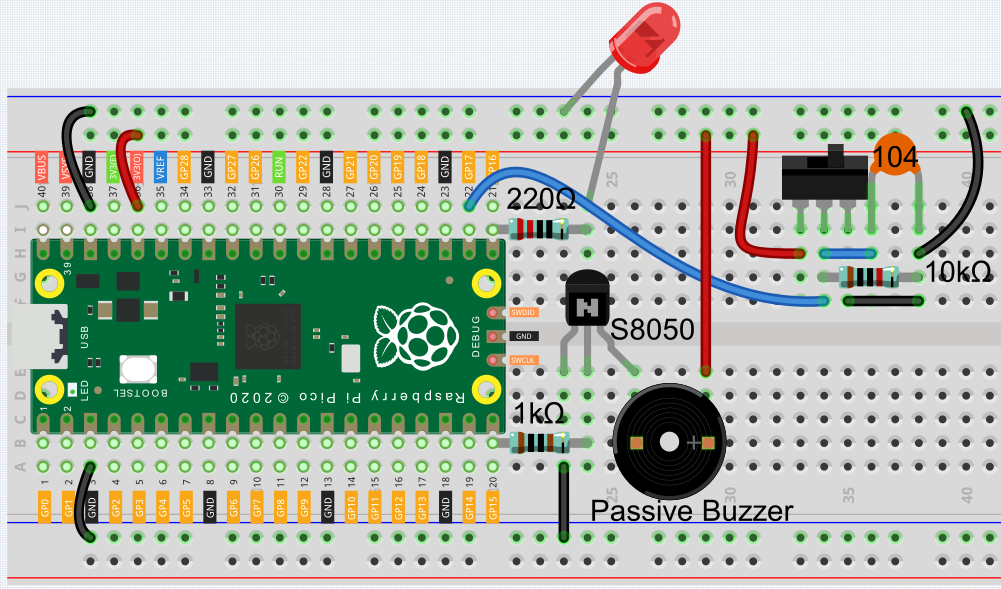 VBUS VSYS GND 3V3(E) 3V3(O) VREF GP28 GND GP27 GP26 RUN GP22 GND GP21 GP20 GP19 GP18 GND GP17 GP16
40 39 38 37 36 35 34 33 32 31 30 29 28 27 26 25 24 23 22 21
25 30 40
104
220Ω
J
I
H
G
F
39
10kΩ
SWDIO
GND
SWCLK
S8050
DEBUG
USB
LED
BOOTSEL
Raspberry Pi Pico © 2020
1
2
E
D
C
B
A
1kΩ
1 2 3 4 5 6 7 8 9 10 11 12 13 14 15 16 17 18 19 20
25 35 40
GP0 GP1 GND GP2 GP3 GP4 GP5 GND GP6 GP7 GP8 GP9 GND GP10 GP11 GP12 GP13 GND GP14 GP15
+
Passive Buzzer